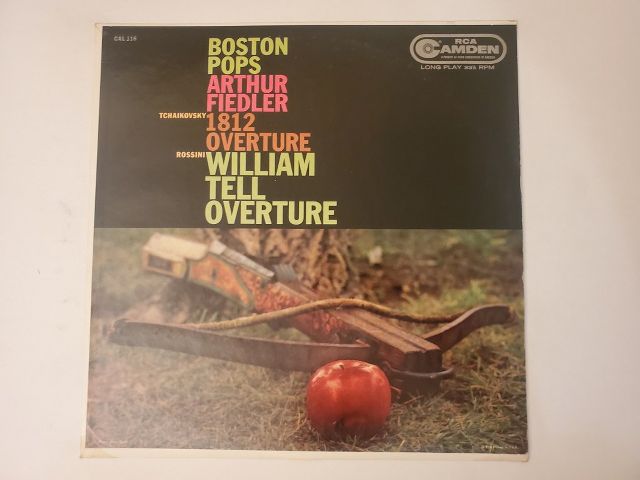 CAL 116
BOSTON
POPS
ARTHUR
FIEDLER
TCHAIKOVSKY
1812
OVERTURE
ROSSINI
WILLIAM
TELL
OVERTURE
RCA
CAMDEN
LONG PLAY 33⅓ RPM